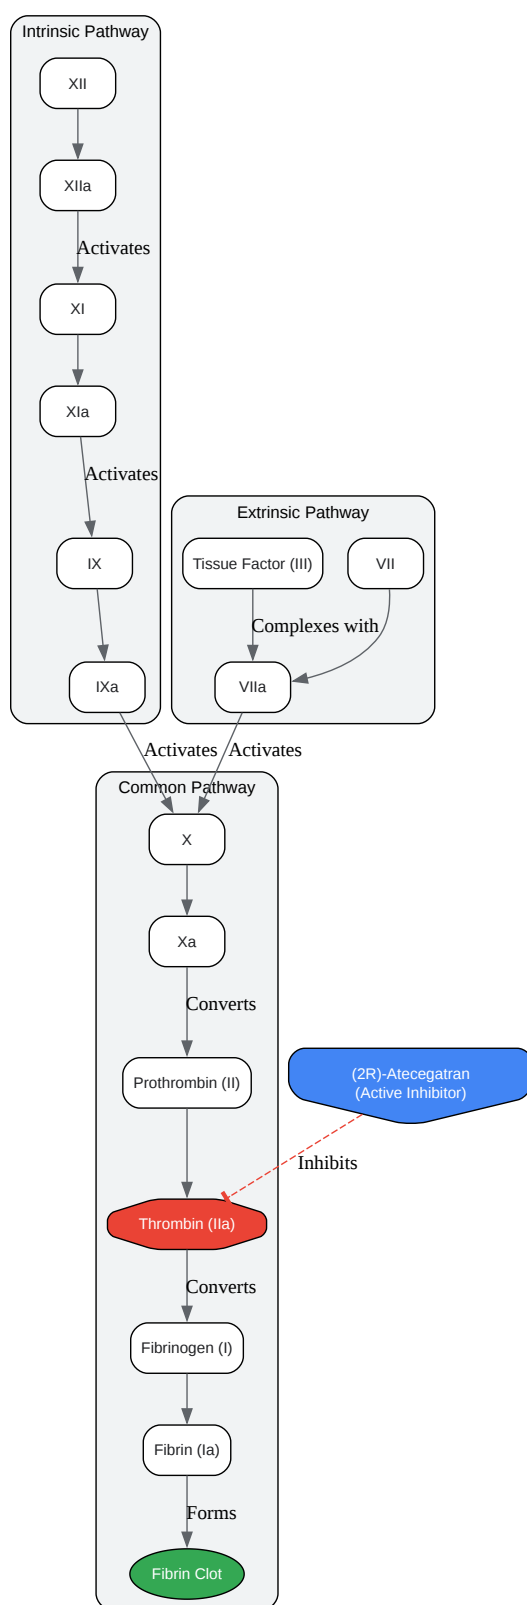 Intrinsic Pathway
XII
XIIa
Activates
XI
XIa
Activates
IX
IXa
Extrinsic Pathway
Tissue Factor (III)
VII
Complexes with
VIIa
Activates
Activates
Common Pathway
X
Xa
Converts
Prothrombin (II)
(2R)-Atecegatran
(Active Inhibitor)
Inhibits
Thrombin (IIa)
Converts
Fibrinogen (I)
Fibrin (Ia)
Forms
Fibrin Clot